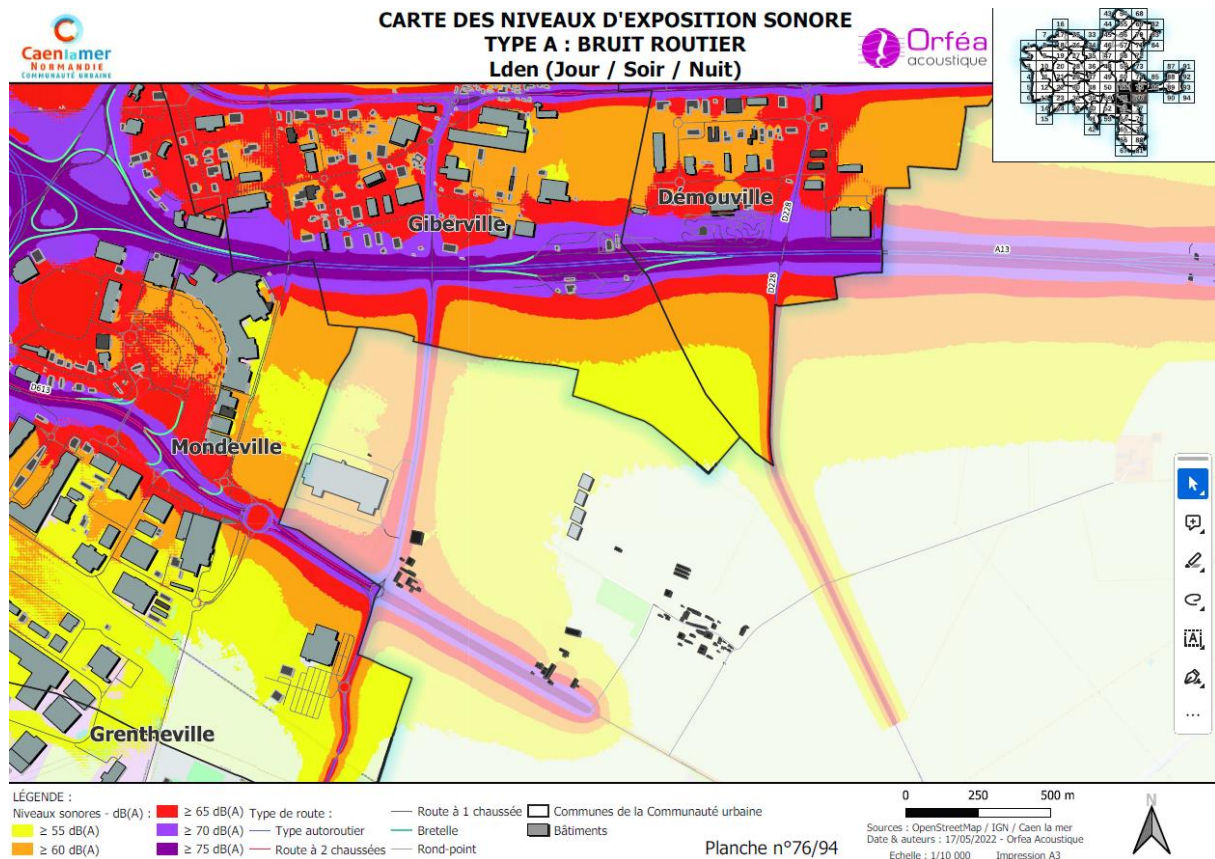 CARTE DES NIVEAUX D'EXPOSITION SONORE
TYPE A : BRUIT ROUTIER
Lden (Jour / Soir / Nuit)
Caen la mer
NORMANDIE
COMMUNAUTÉ URBAINE
Orféa
acoustique
Démouville
Giberville
D228
A13
D228
D613
Mondeville
Grentheville
LÉGENDE :
Niveaux sonores - dB(A) :
≥ 55 dB(A)
≥ 60 dB(A)
≥ 65 dB(A)
≥ 70 dB(A)
≥ 75 dB(A)
Type de route :
Type autoroutier
Route à 2 chaussées
Route à 1 chaussée
Bretelle
Rond-point
Communes de la Communauté urbaine
Bâtiments
Planche n°76/94
0 250 500 m
Sources : OpenStreetMap / IGN / Caen la mer
Date & auteurs : 17/05/2022 - Orfea Acoustique
Echelle : 1/10 000 Impression A3
N